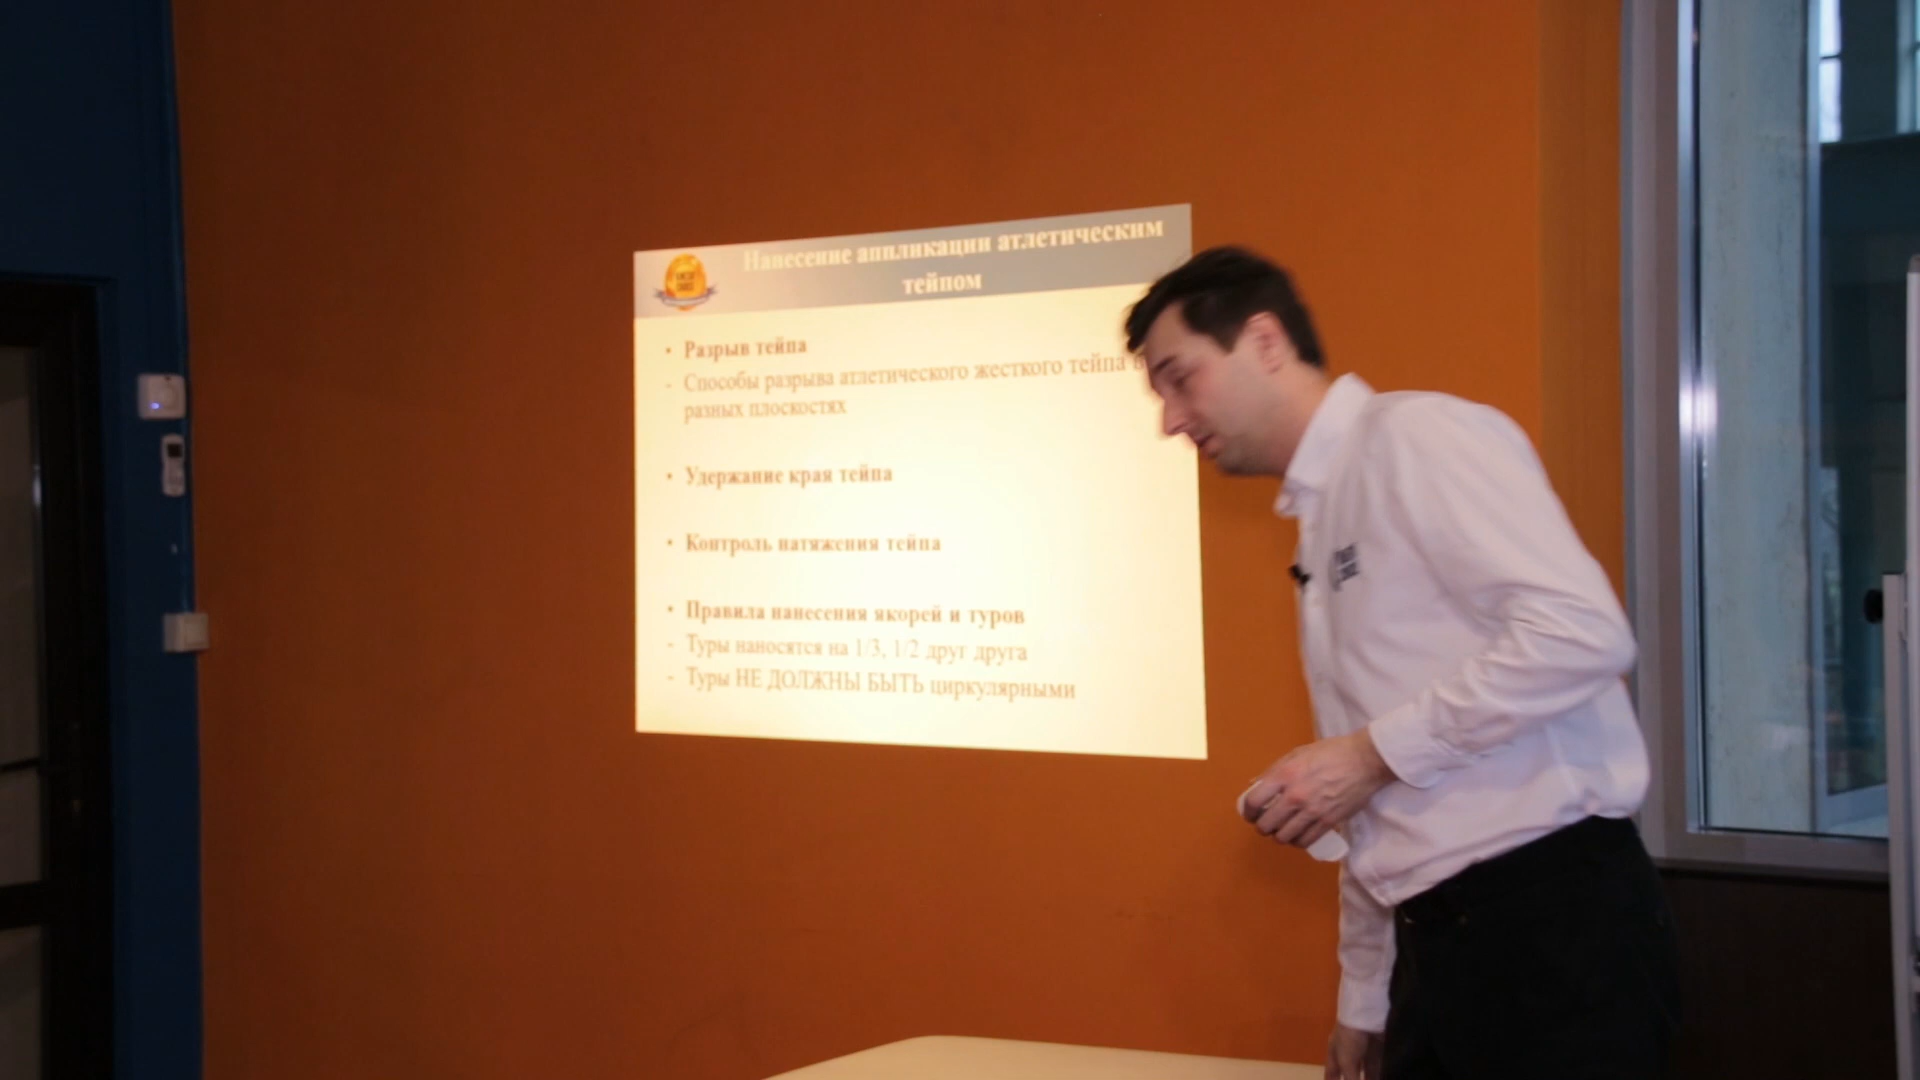 Нанесение аппликации атлетическим
тейпом
• Разрыв тейпа
- Способы разрыва атлетического жесткого тейпа в
разных плоскостях
• Удержание края тейпа
• Контроль натяжения тейпа
• Правила нанесения якорей и туров
- Туры наносятся на 1/3, 1/2 друг друга
- Туры НЕ ДОЛЖНЫ БЫТЬ циркулярными